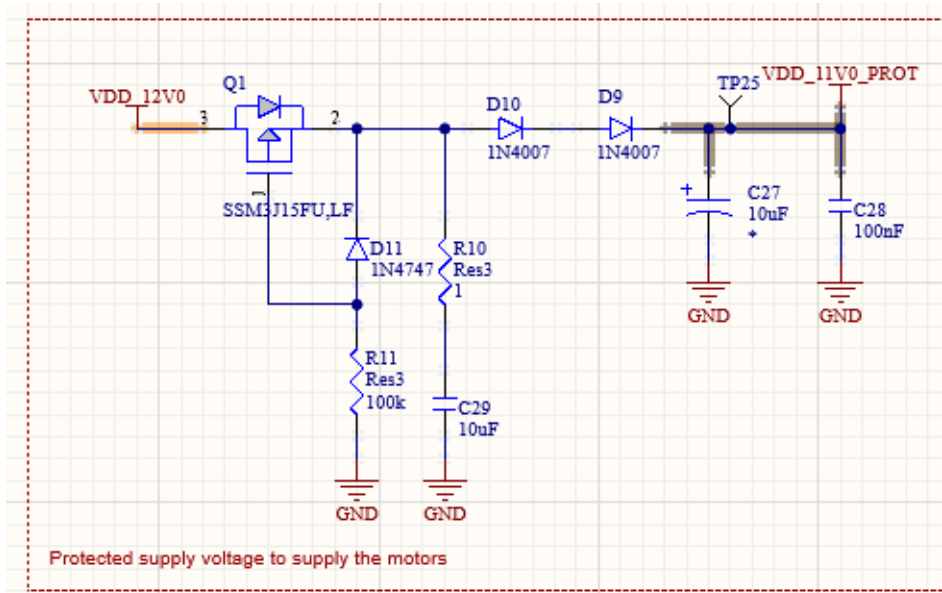 Q1
TP25
VDD_11V0_PROT
VDD_12V0
D10
D9
3
2
1N4007
1N4007
1
C27
10uF
*
+
SSM3J15FU,LF
C28
100nF
D11
1N4747
R10
Res3
1
GND
GND
R11
Res3
100k
C29
10uF
GND
GND
Protected supply voltage to supply the motors